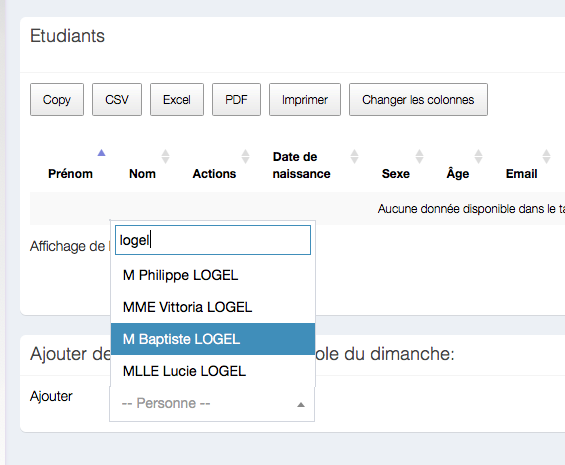 Etudiants
Copy CSV Excel PDF Imprimer Changer les colonnes
Prénom Nom Actions Date de naissance Sexe Âge Email
Aucune donnée disponible dans le ta
Affichage de
logel
M Philippe LOGEL
MME Vittoria LOGEL
M Baptiste LOGEL
MLLE Lucie LOGEL
Ajouter de ole du dimanche:
Ajouter -- Personne --